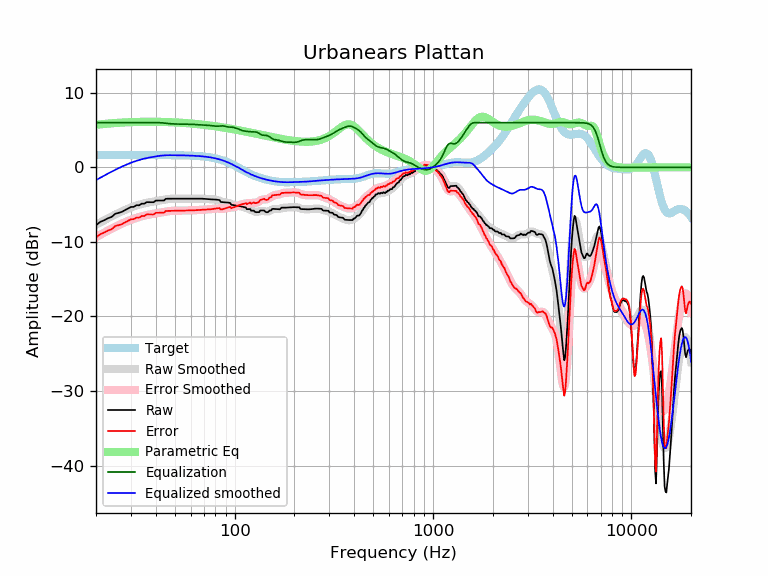 Urbanears Plattan
Amplitude (dBr)
10
0
−10
−20
−30
−40
Target
Raw Smoothed
Error Smoothed
Raw
Error
Parametric Eq
Equalization
Equalized smoothed
100
1000
10000
Frequency (Hz)